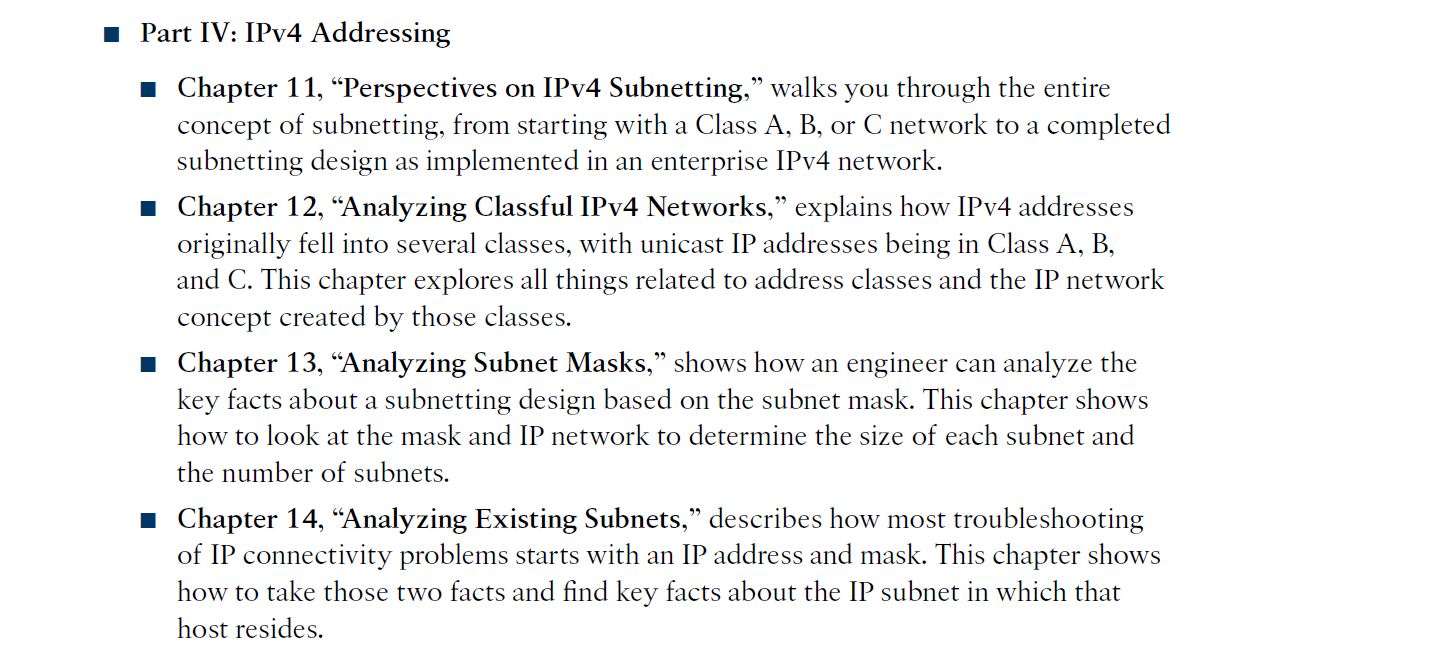 ■ Part IV: IPv4 Addressing
■ Chapter 11, “Perspectives on IPv4 Subnetting,” walks you through the entire
concept of subnetting, from starting with a Class A, B, or C network to a completed
subnetting design as implemented in an enterprise IPv4 network.
■ Chapter 12, “Analyzing Classful IPv4 Networks,” explains how IPv4 addresses
originally fell into several classes, with unicast IP addresses being in Class A, B,
and C. This chapter explores all things related to address classes and the IP network
concept created by those classes.
■ Chapter 13, “Analyzing Subnet Masks,” shows how an engineer can analyze the
key facts about a subnetting design based on the subnet mask. This chapter shows
how to look at the mask and IP network to determine the size of each subnet and
the number of subnets.
■ Chapter 14, “Analyzing Existing Subnets,” describes how most troubleshooting
of IP connectivity problems starts with an IP address and mask. This chapter shows
how to take those two facts and find key facts about the IP subnet in which that
host resides.